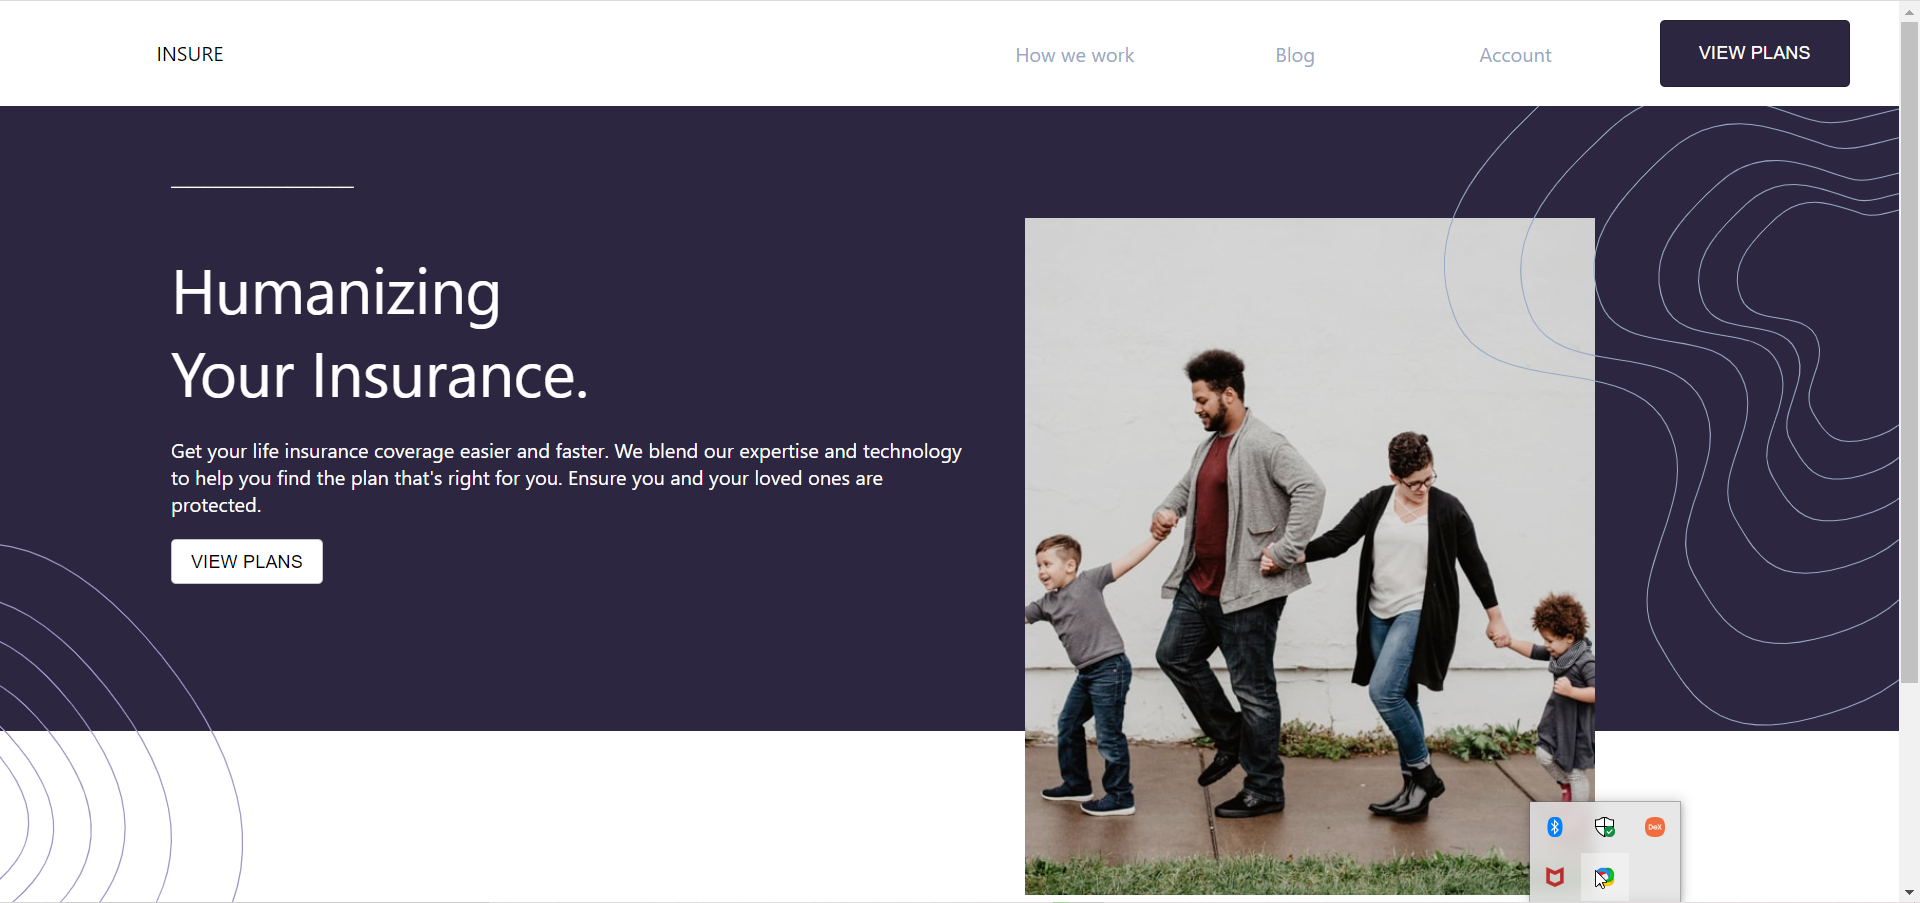 INSURE
How we work
Blog
Account
VIEW PLANS
Humanizing
Your Insurance.
Get your life insurance coverage easier and faster. We blend our expertise and technology
to help you find the plan that's right for you. Ensure you and your loved ones are
protected.
VIEW PLANS
DeX